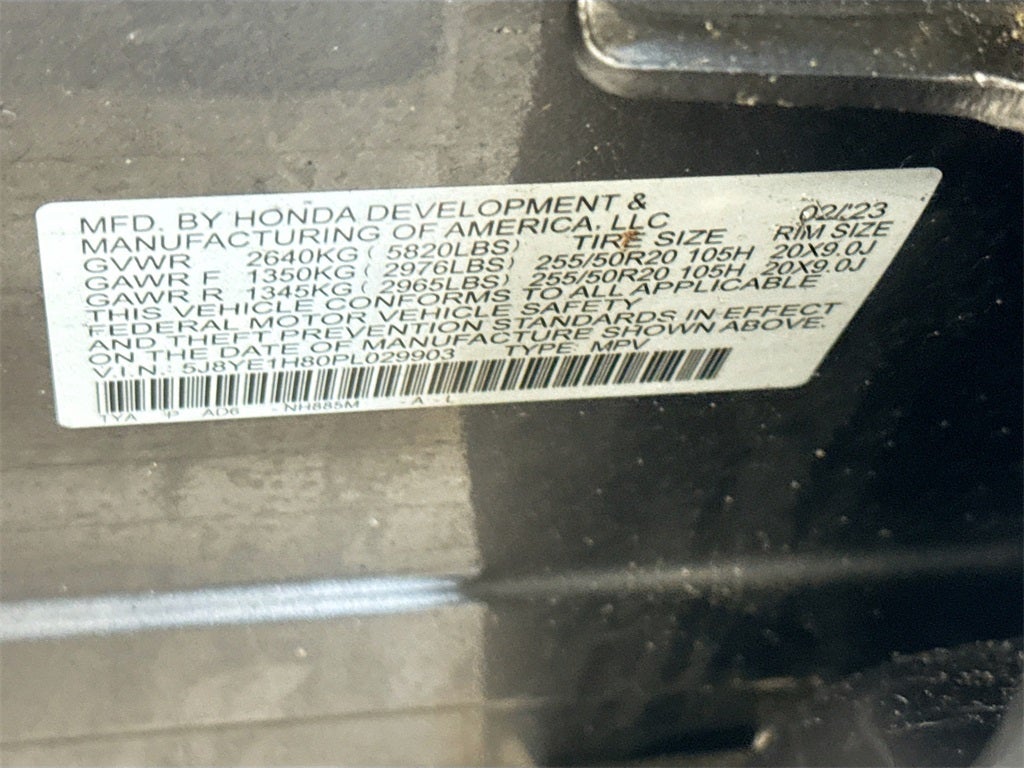 MFD. BY HONDA DEVELOPMENT & 02/'23
MANUFACTURING OF AMERICA, LLC RIM SIZE
GVWR 2640KG ( 5820LBS) TIRE SIZE
GAWR F 1350KG ( 2976LBS) 255/50R20 105H 20X9.0J
GAWR R 1345KG ( 2965LBS) 255/50R20 105H 20X9.0J
THIS VEHICLE CONFORMS TO ALL APPLICABLE
FEDERAL MOTOR VEHICLE SAFETY
AND THEFT PREVENTION STANDARDS IN EFFECT
ON THE DATE OF MANUFACTURE SHOWN ABOVE.
V.I.N.: 5J8YE1H80PL029903 TYPE: MPV
1YA P AD6 - NH885M - A - L